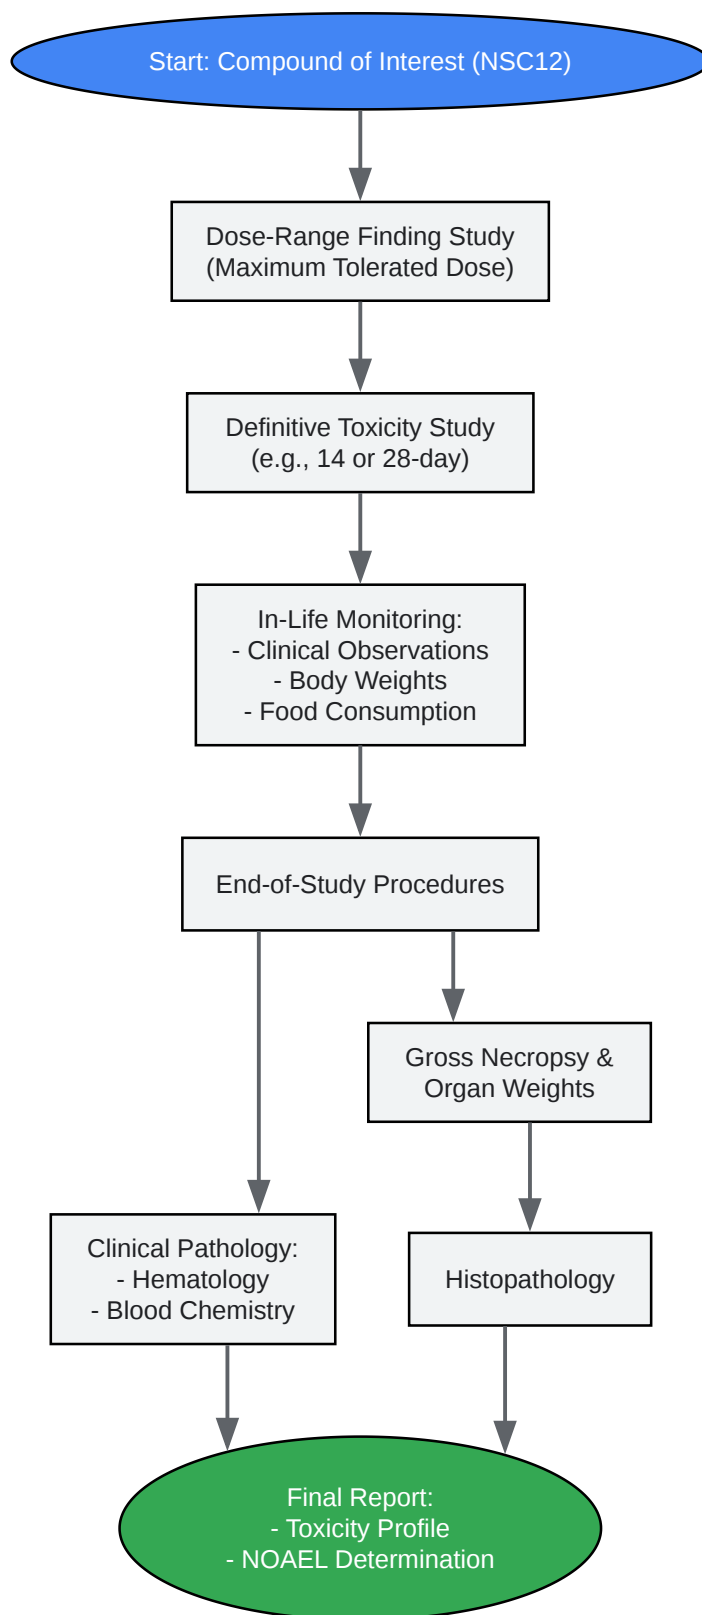 Start: Compound of Interest (NSC12)
Dose-Range Finding Study
(Maximum Tolerated Dose)
Definitive Toxicity Study
(e.g., 14 or 28-day)
In-Life Monitoring:
- Clinical Observations
- Body Weights
- Food Consumption
End-of-Study Procedures
Gross Necropsy &
Organ Weights
Clinical Pathology:
- Hematology
- Blood Chemistry
Histopathology
Final Report:
- Toxicity Profile
- NOAEL Determination